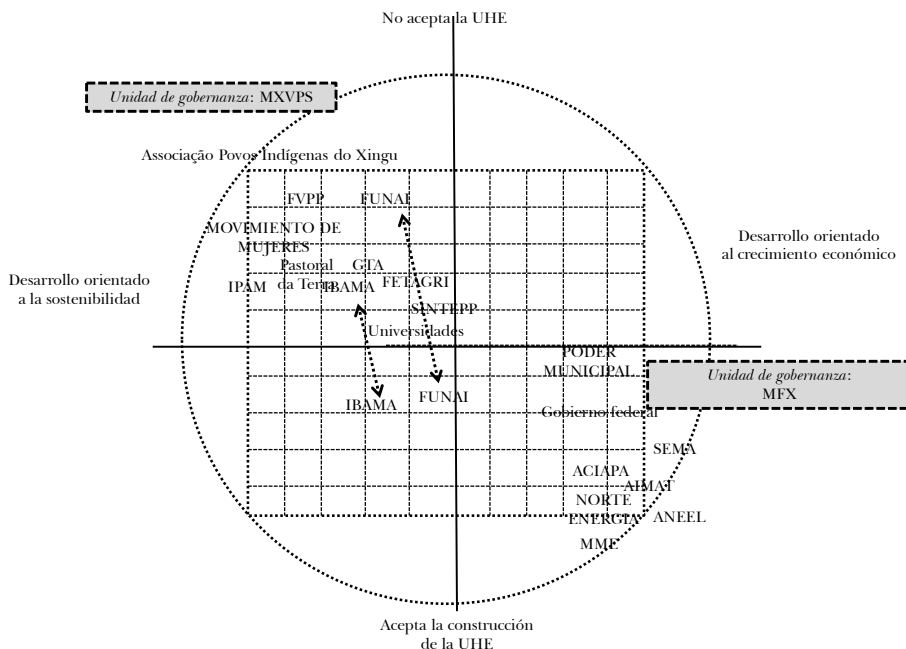 No acepta la UHE
Unidad de gobernanza: MXVPS
Associação Povos Indígenas do Xingu
FVPP
FUNAI
MOVIMIENTO DE
MUJERES
Desarrollo orientado
al crecimiento económico
Pastoral
da Terra
GTA
Desarrollo orientado
a la sostenibilidad
IPAM
IBAMA
FETAGRI
SINTEPP
Universidades
PODER
MUNICIPAL
Unidad de gobernanza:
MFX
IBAMA
FUNAI
Gobierno federal
SEMA
ACIAPA
AIMAT
NORTE
ENERGIA
ANEEL
MME
Acepta la construcción
de la UHE